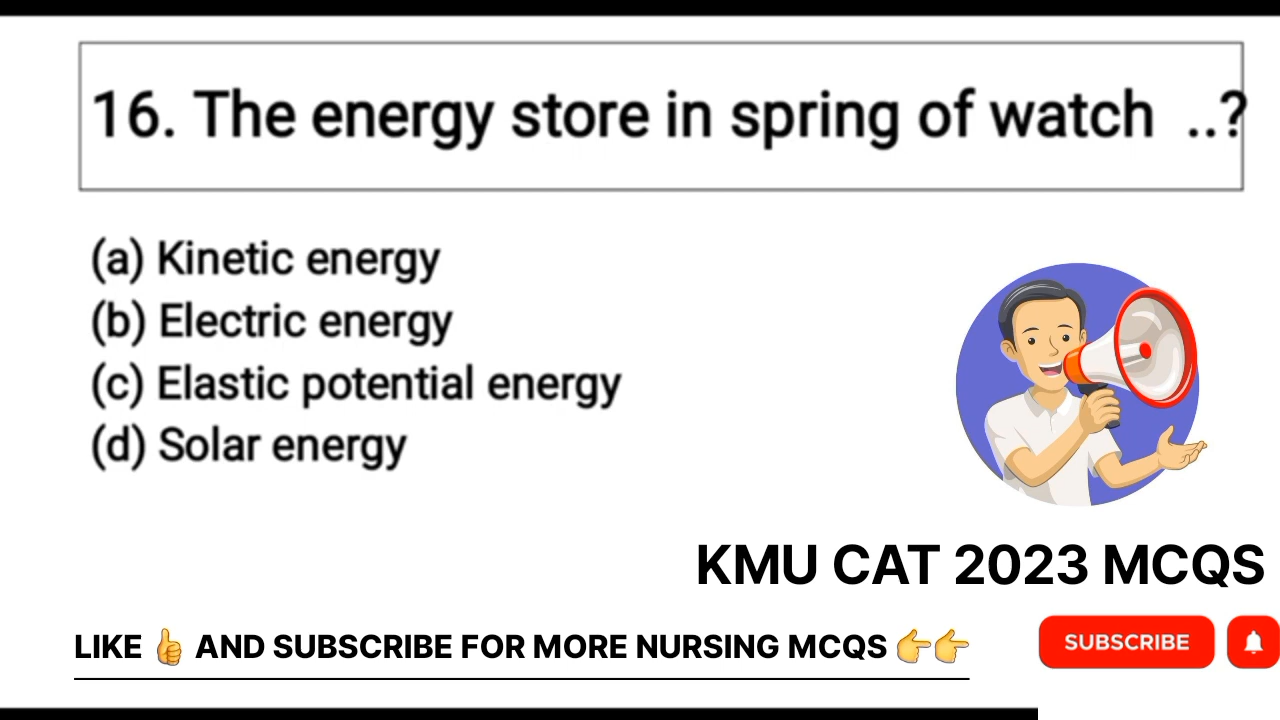 16. The energy store in spring of watch ..?
(a) Kinetic energy
(b) Electric energy
(c) Elastic potential energy
(d) Solar energy
KMU CAT 2023 MCQS
LIKE 👍 AND SUBSCRIBE FOR MORE NURSING MCQS 👉👉
SUBSCRIBE